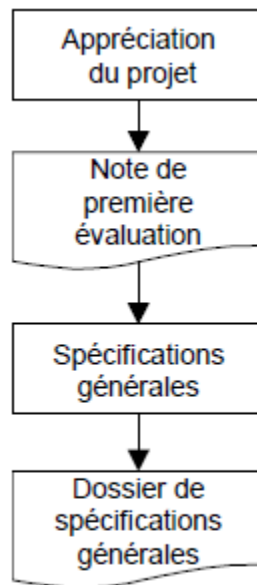 Appréciation
du projet
Note de
première
évaluation
Spécifications
générales
Dossier de
spécifications
générales